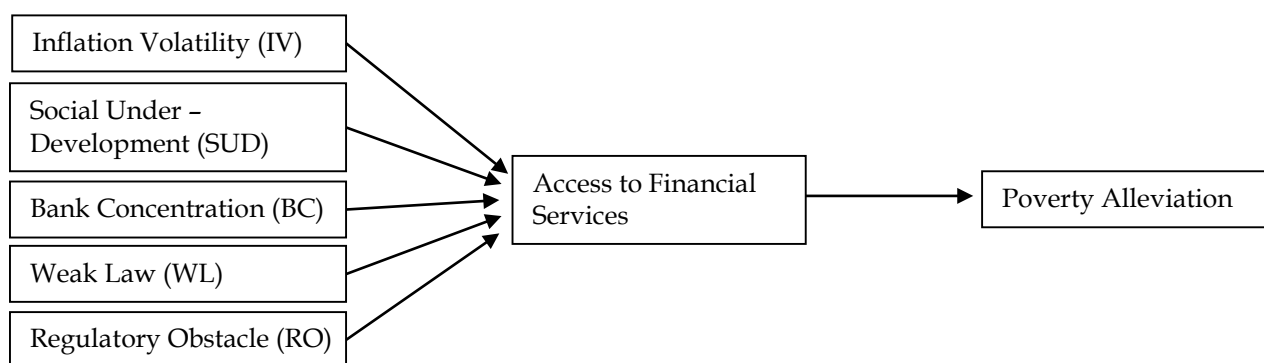 Inflation Volatility (IV)
Social Under –
Development (SUD)
Bank Concentration (BC)
Weak Law (WL)
Regulatory Obstacle (RO)
Access to Financial
Services
Poverty Alleviation